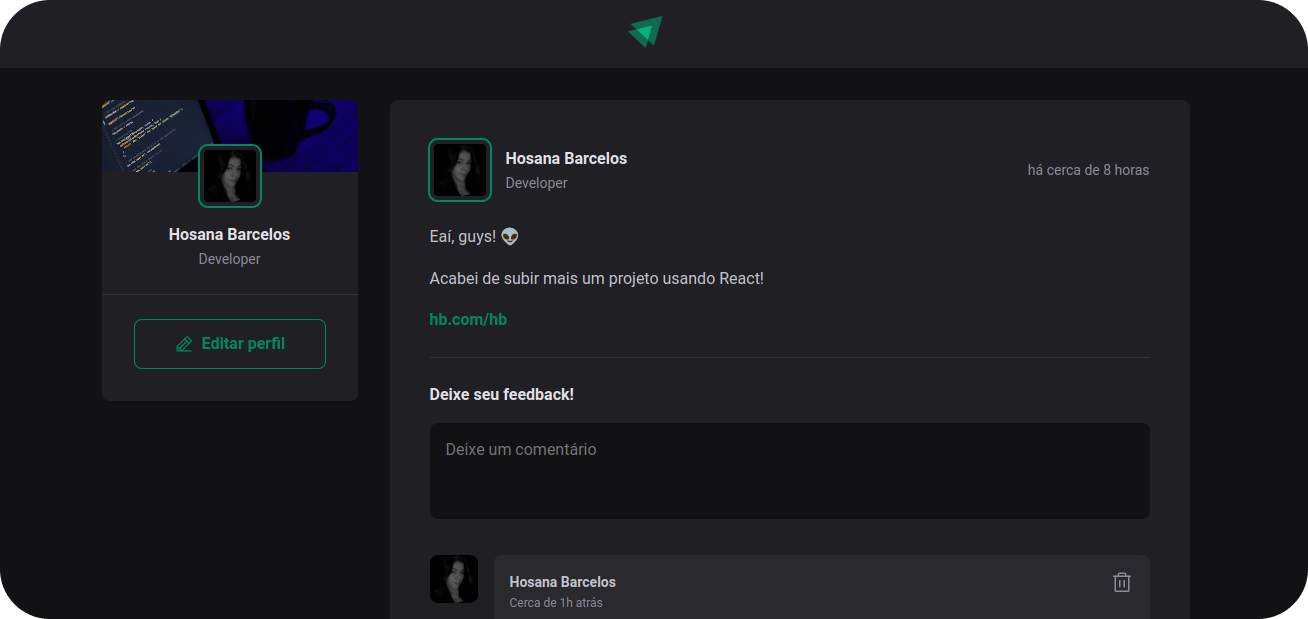 Hosana Barcelos
Developer
Editar perfil
Hosana Barcelos
Developer
há cerca de 8 horas
Eaí, guys! 👽
Acabei de subir mais um projeto usando React!
hb.com/hb
Deixe seu feedback!
Deixe um comentário
Hosana Barcelos
Cerca de 1h atrás